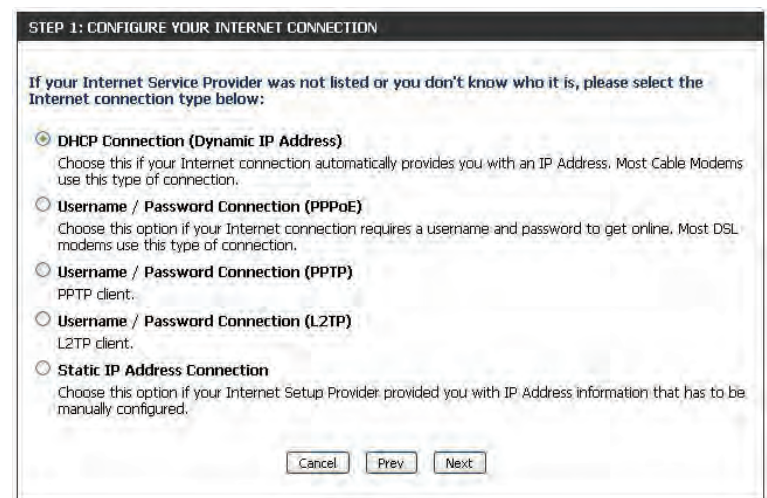 STEP 1: CONFIGURE YOUR INTERNET CONNECTION
If your Internet Service Provider was not listed or you don't know who it is, please select the
Internet connection type below:
DHCP Connection (Dynamic IP Address)
Choose this if your Internet connection automatically provides you with an IP Address. Most Cable Modems
use this type of connection.
Username / Password Connection (PPPoE)
Choose this option if your Internet connection requires a username and password to get online. Most DSL
modems use this type of connection.
Username / Password Connection (PPTP)
PPTP client.
Username / Password Connection (L2TP)
L2TP client.
Static IP Address Connection
Choose this option if your Internet Setup Provider provided you with IP Address information that has to be
manually configured.
Cancel Prev Next